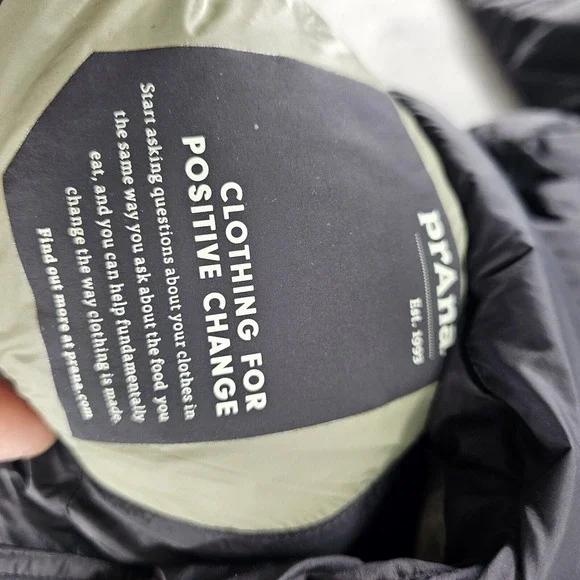 prAna
Est. 1993
CLOTHING FOR
POSITIVE CHANGE
Start asking questions about your clothes in
the same way you ask about the food you
eat, and you can help fundamentally
change the way clothing is made.
Find out more at prana.com